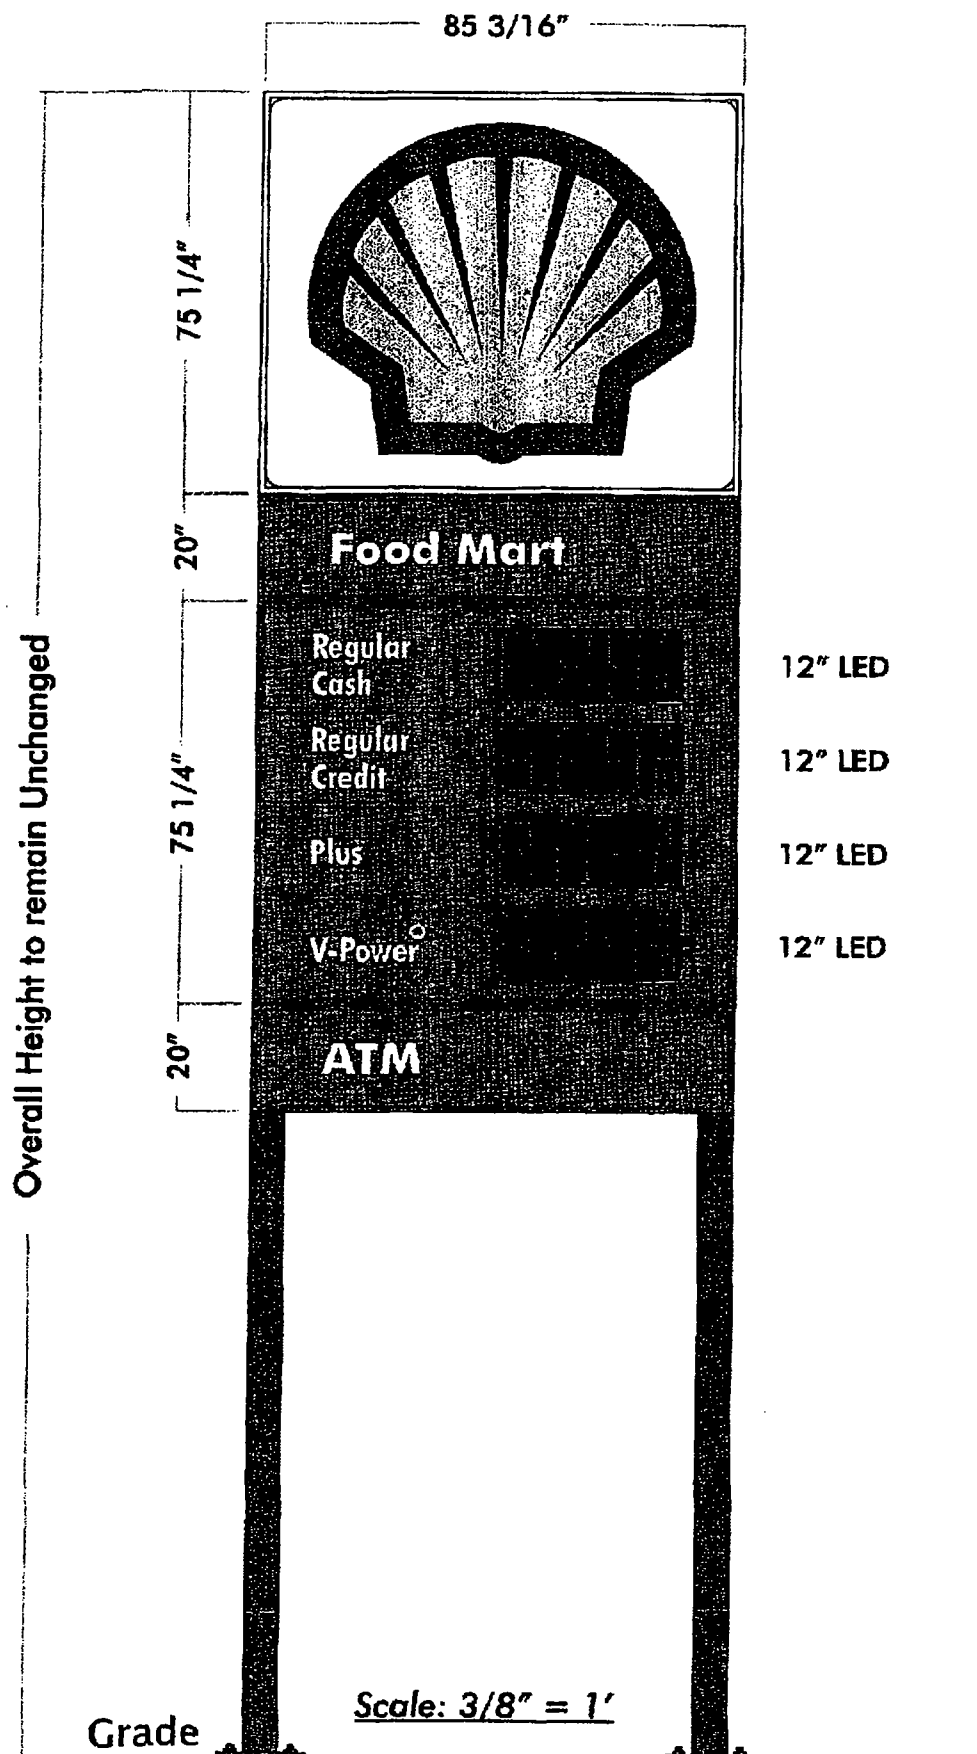 85 3/16"
75 1/4"
20"
Food Mart
Regular
Cash
12" LED
Regular
Credit
12" LED
75 1/4"
Plus
12" LED
V-Power
12" LED
20"
ATM
Overall Height to remain Unchanged
Scale: 3/8" = 1'
Grade